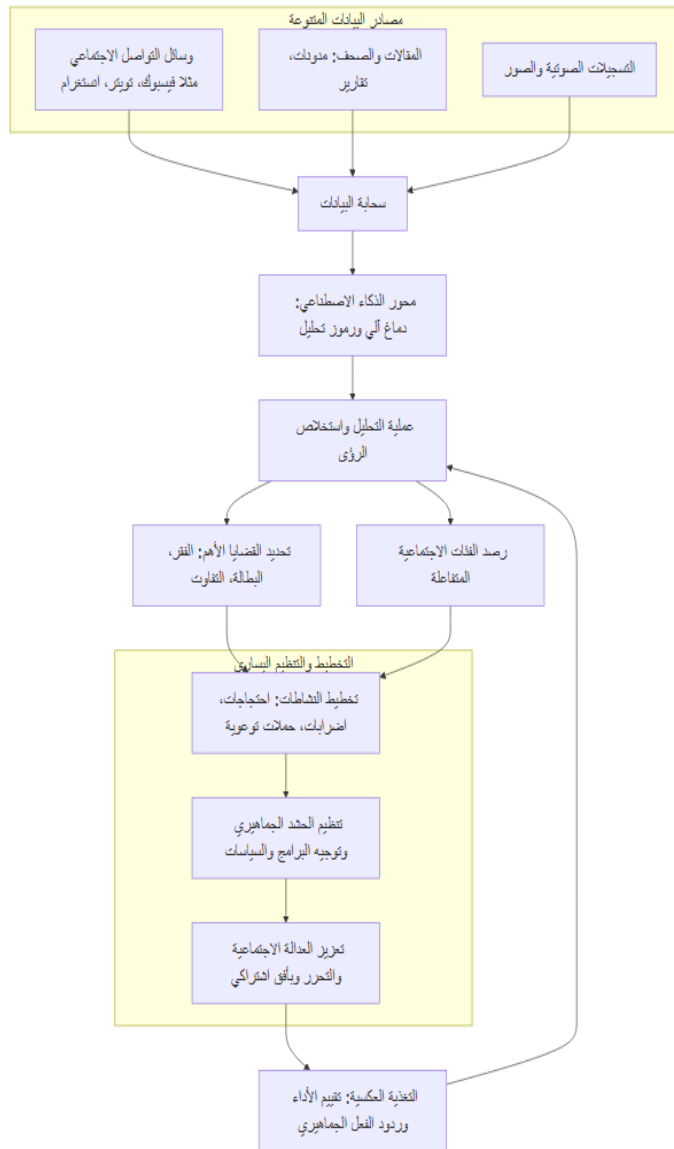 مصادر البيانات المتنوعة
التسجيلات الصوتية والصور
المقالات والصحف: مدونات،
تقارير
وسائل التواصل الاجتماعي
مثلا فيسبوك، تويتر، انستغرام
سحابة البيانات
محور الذكاء الاصطناعي:
دماغ آلي ورموز تحليل
عملية التحليل واستخلاص
الرؤى
رصد الفئات الاجتماعية
المتفاعلة
تحديد القضايا الأهم: الفقر،
البطالة، التفاوت
التخطيط والتنظيم اليساري
تخطيط النشاطات: احتجاجات،
اضرابات، حملات توعوية
تنظيم الحشد الجماهيري
وتوجيه البرامج والسياسات
تعزيز العدالة الاجتماعية
والتحرر وبأفق اشتراكي
التغذية العكسية: تقييم الأداء
وردود الفعل الجماهيري